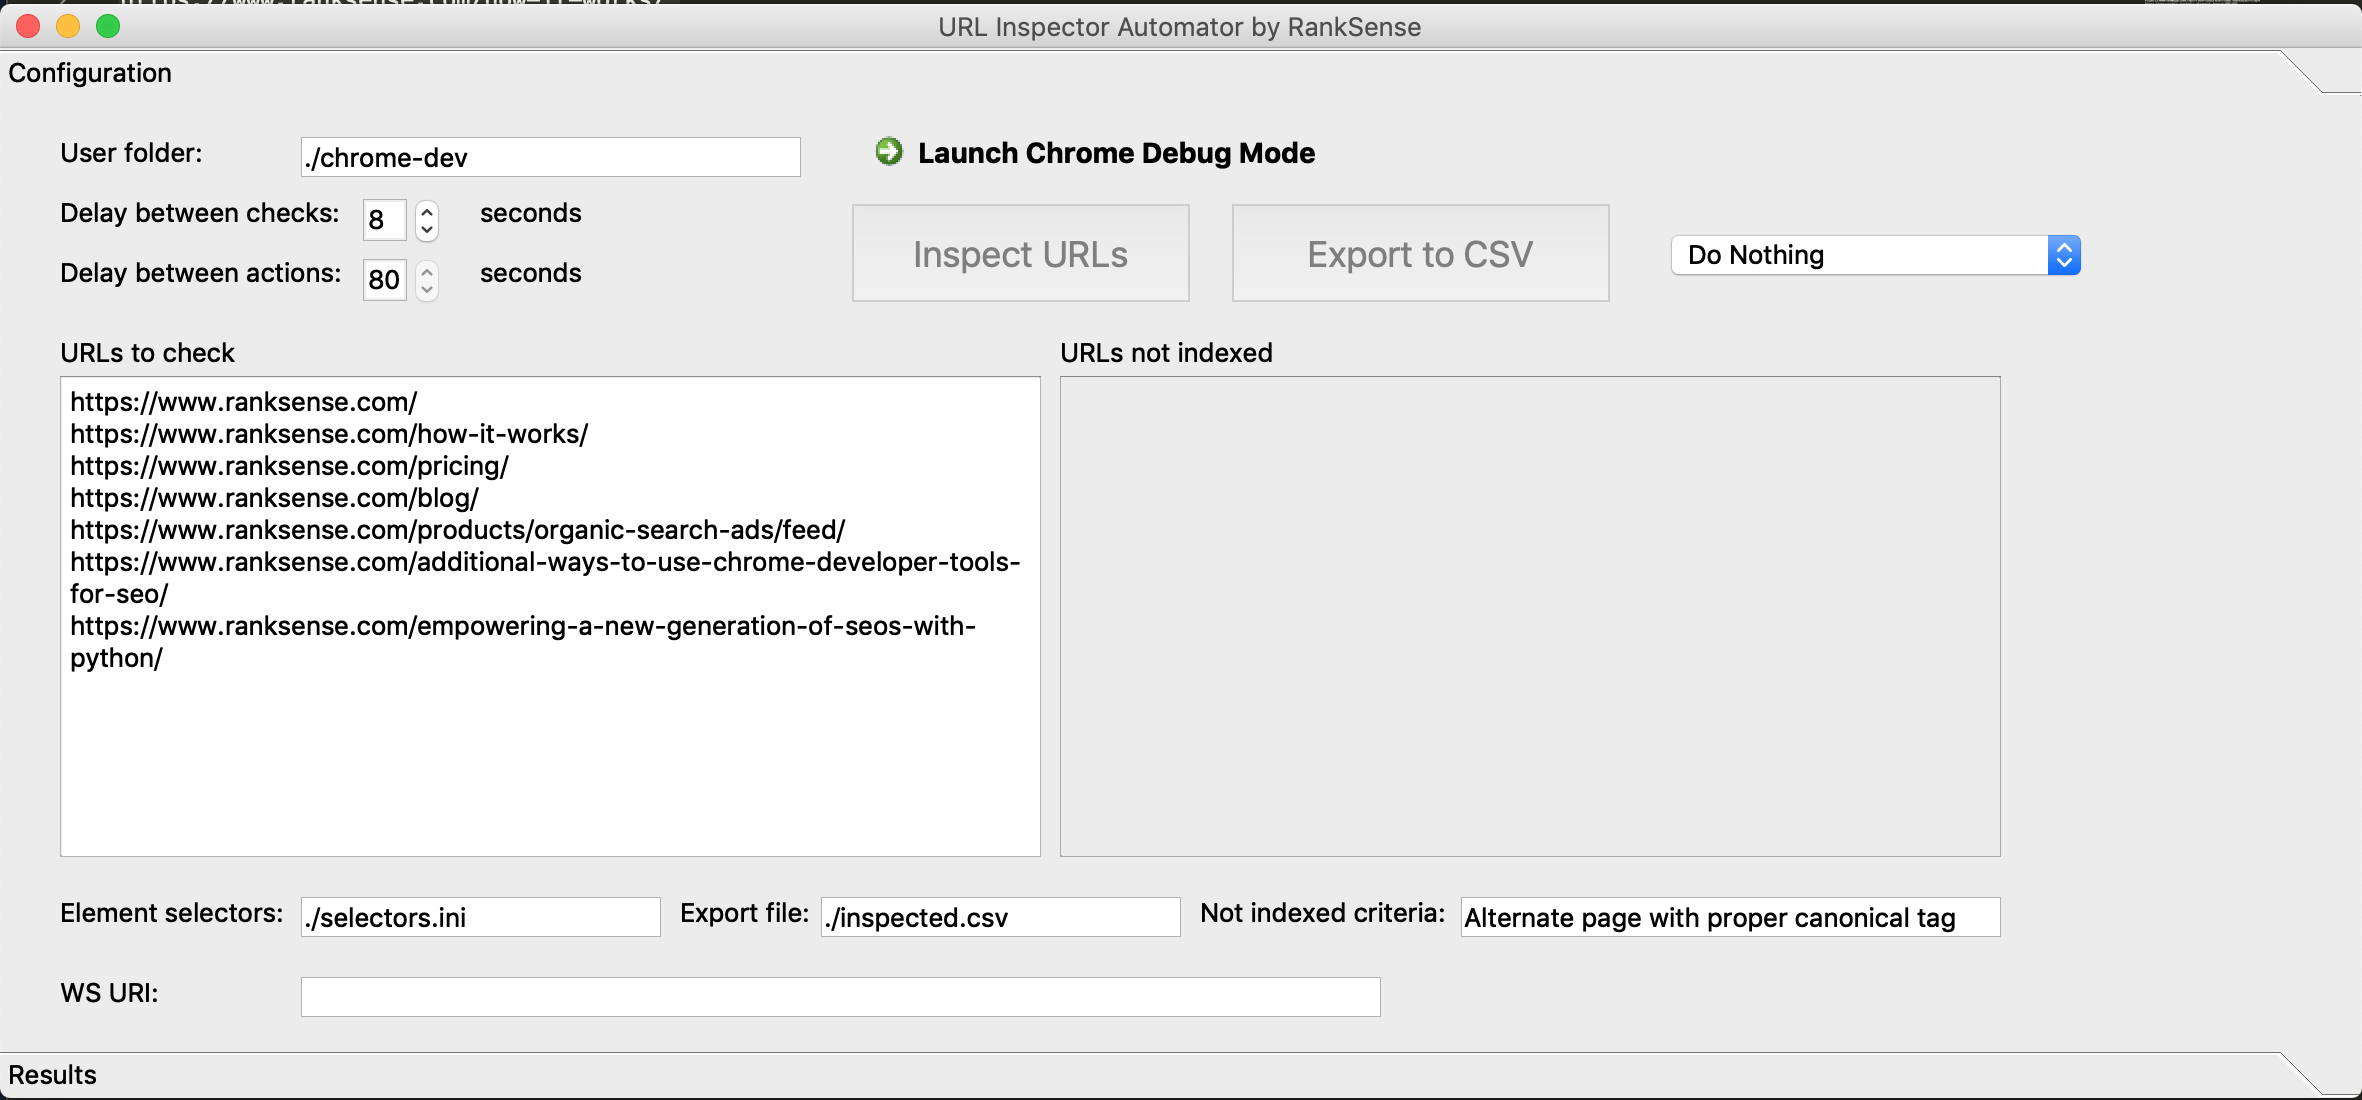 URL Inspector Automator by RankSense
Configuration
User folder:
./chrome-dev
Launch Chrome Debug Mode
Delay between checks:
8
seconds
Delay between actions:
80
seconds
Inspect URLs
Export to CSV
Do Nothing
URLs to check
https://www.ranksense.com/
https://www.ranksense.com/how-it-works/
https://www.ranksense.com/pricing/
https://www.ranksense.com/blog/
https://www.ranksense.com/products/organic-search-ads/feed/
https://www.ranksense.com/additional-ways-to-use-chrome-developer-tools-
for-seo/
https://www.ranksense.com/empowering-a-new-generation-of-seos-with-
python/
URLs not indexed
Element selectors:
./selectors.ini
Export file:
./inspected.csv
Not indexed criteria:
Alternate page with proper canonical tag
WS URI:
Results